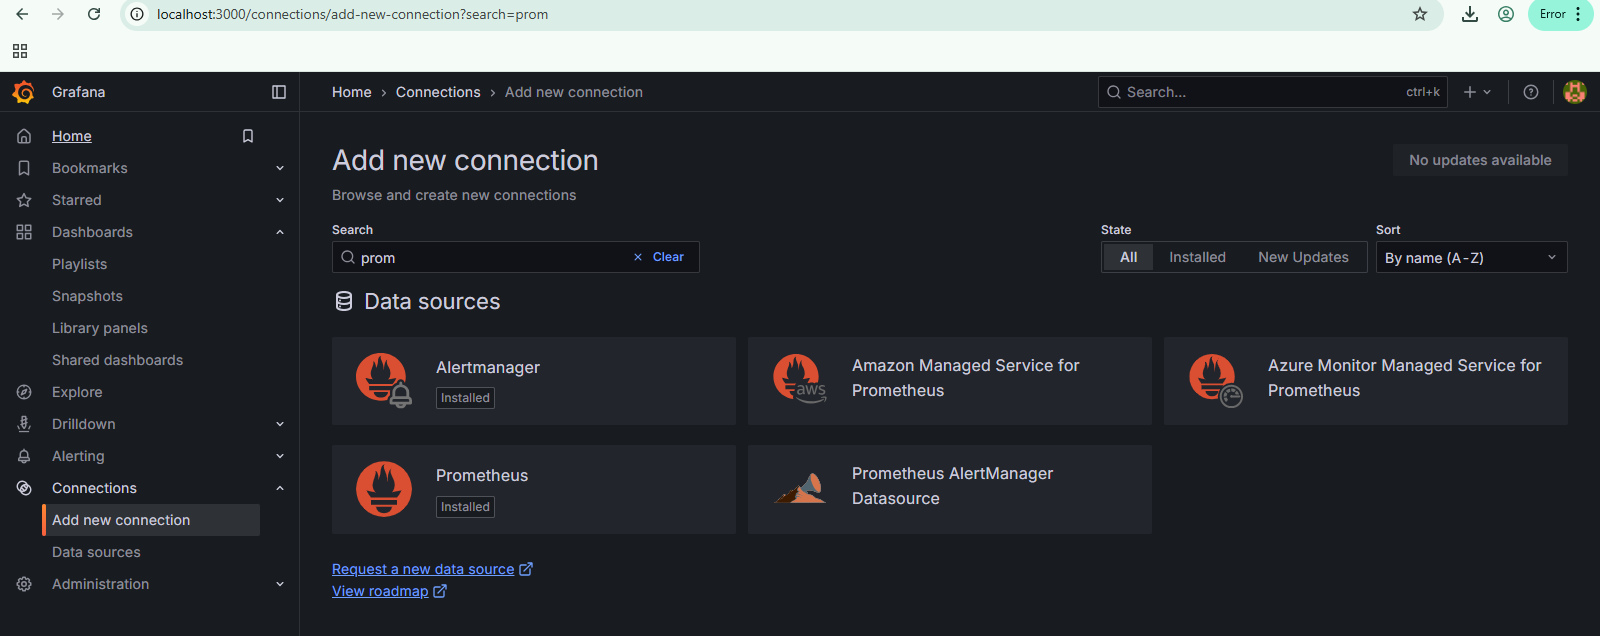 localhost:3000/connections/add-new-connection?search=prom
Error
Grafana
Home › Connections › Add new connection
Search...
ctrl+k
Home
Bookmarks
Starred
Dashboards
Playlists
Snapshots
Library panels
Shared dashboards
Explore
Drilldown
Alerting
Connections
Add new connection
Data sources
Administration
Add new connection
No updates available
Browse and create new connections
Search
prom
Clear
State
All
Installed
New Updates
Sort
By name (A-Z)
Data sources
Alertmanager
Installed
aws
Amazon Managed Service for
Prometheus
Azure Monitor Managed Service for
Prometheus
Prometheus
Installed
Prometheus AlertManager
Datasource
Request a new data source
View roadmap